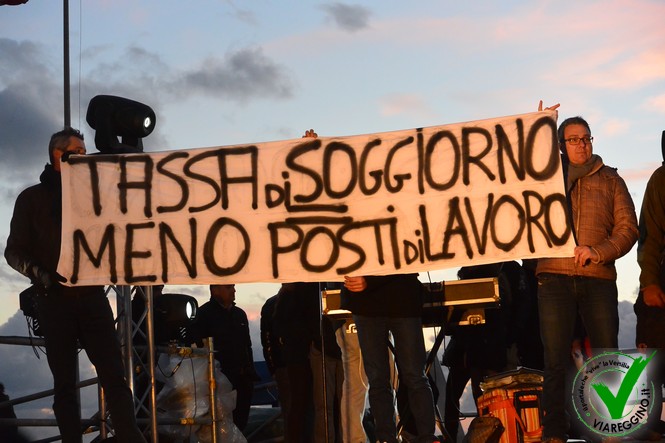 TASSA di SOGGIORNO
MENO POSTI di LAVORO
VIAREGGINO.it